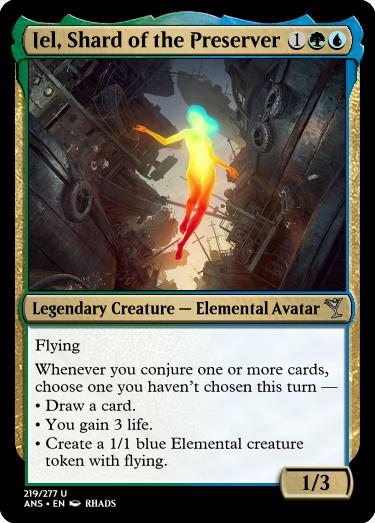 Iel, Shard of the Preserver 1
Legendary Creature — Elemental Avatar
Flying
Whenever you conjure one or more cards,
choose one you haven't chosen this turn —
• Draw a card.
• You gain 3 life.
• Create a 1/1 blue Elemental creature
token with flying.
1/3
219/277 U
ANS • EN RHADS